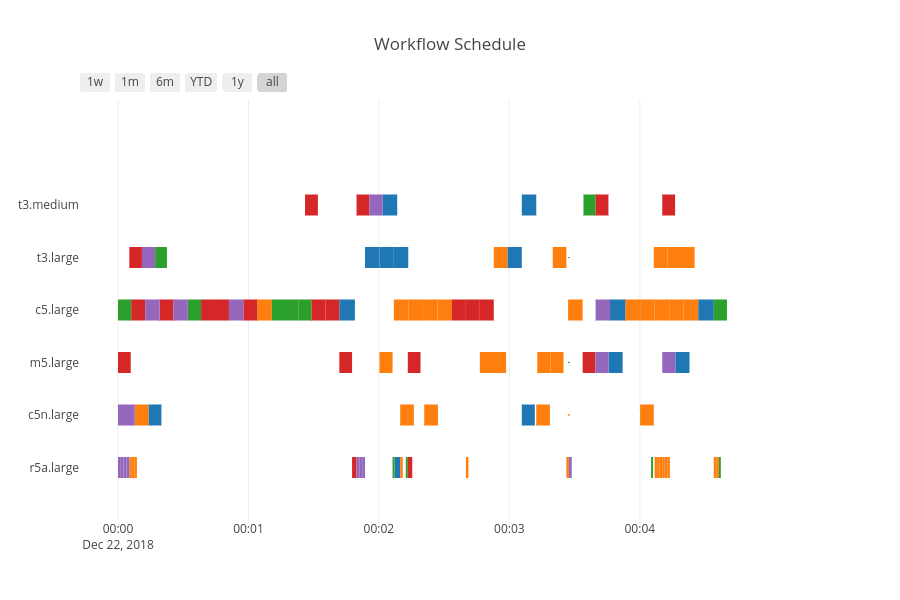 Workflow Schedule
1w 1m 6m YTD 1y all
t3.medium
t3.large
c5.large
m5.large
c5n.large
r5a.large
00:00 00:01 00:02 00:03 00:04
Dec 22, 2018